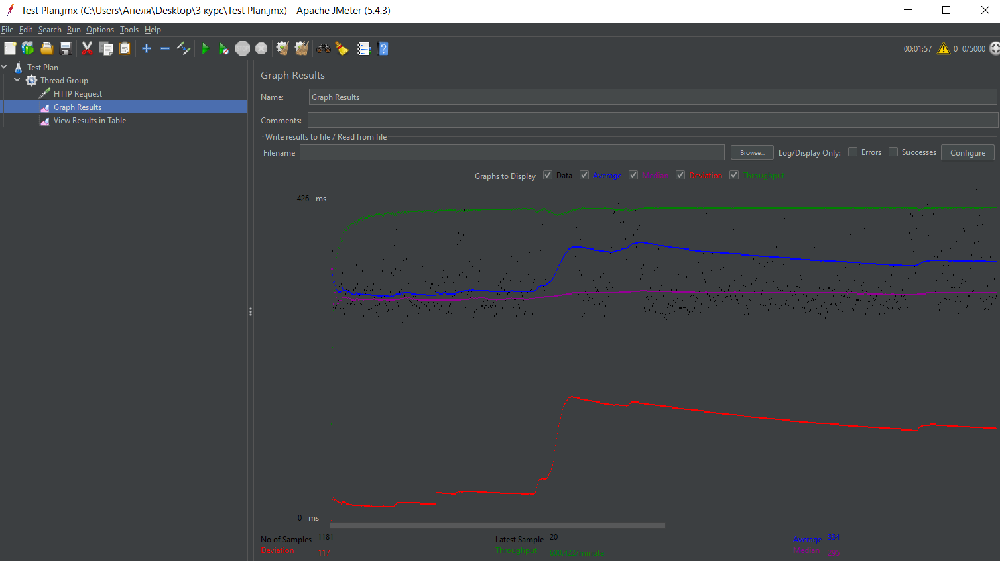 Test Plan.jmx (C:\Users\Анеля\Desktop\3 курс\Test Plan.jmx) - Apache JMeter (5.4.3)
File Edit Search Run Options Tools Help
STOP
00:01:57 0 0/5000
Test Plan
Thread Group
HTTP Request
Graph Results
View Results in Table
Graph Results
Name: Graph Results
Comments:
Write results to file / Read from file
Filename Browse... Log/Display Only: Errors Successes Configure
Graphs to Display Data Average Median Deviation Throughput
426 ms
0 ms
No of Samples 1181 Latest Sample 20 Average 334
Deviation 117 Throughput 600.422/minute Median